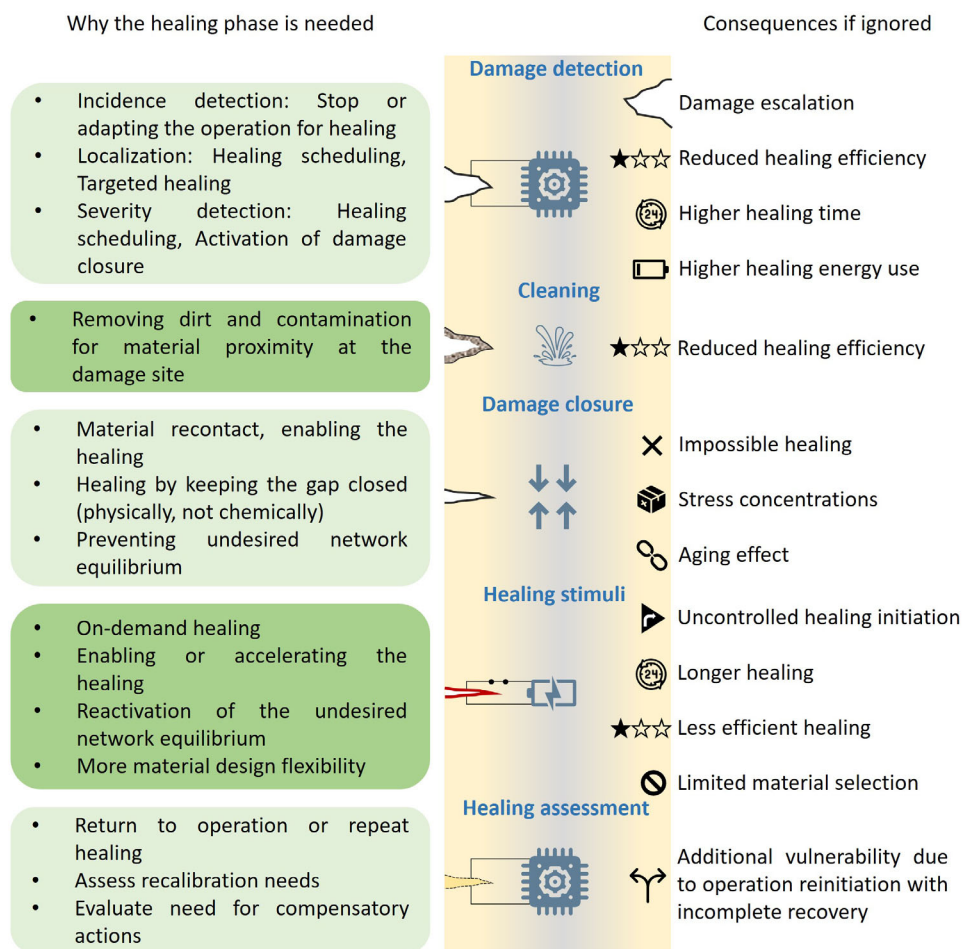 Why the healing phase is needed
Consequences if ignored
Damage detection
• Incidence detection: Stop or
adapting the operation for healing
• Localization: Healing scheduling,
Targeted healing
• Severity detection: Healing
scheduling, Activation of damage
closure
Damage escalation
Reduced healing efficiency
24
Higher healing time
Higher healing energy use
Cleaning
• Removing dirt and contamination
for material proximity at the
damage site
Reduced healing efficiency
Damage closure
• Material recontact, enabling the
healing
• Healing by keeping the gap closed
(physically, not chemically)
• Preventing undesired network
equilibrium
Impossible healing
Stress concentrations
Aging effect
Healing stimuli
• On-demand healing
• Enabling or accelerating the
healing
• Reactivation of the undesired
network equilibrium
• More material design flexibility
Uncontrolled healing initiation
24
Longer healing
Less efficient healing
Limited material selection
Healing assessment
• Return to operation or repeat
healing
• Assess recalibration needs
• Evaluate need for compensatory
actions
Additional vulnerability due
to operation reinitiation with
incomplete recovery